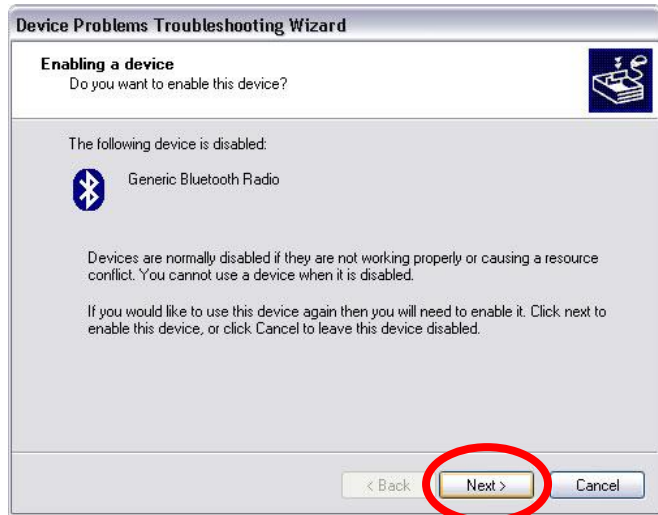 Device Problems Troubleshooting Wizard
Enabling a device
Do you want to enable this device?
The following device is disabled:
Generic Bluetooth Radio
Devices are normally disabled if they are not working properly or causing a resource
conflict. You cannot use a device when it is disabled.
If you would like to use this device again then you will need to enable it. Click next to
enable this device, or click Cancel to leave this device disabled.
< Back
Next >
Cancel